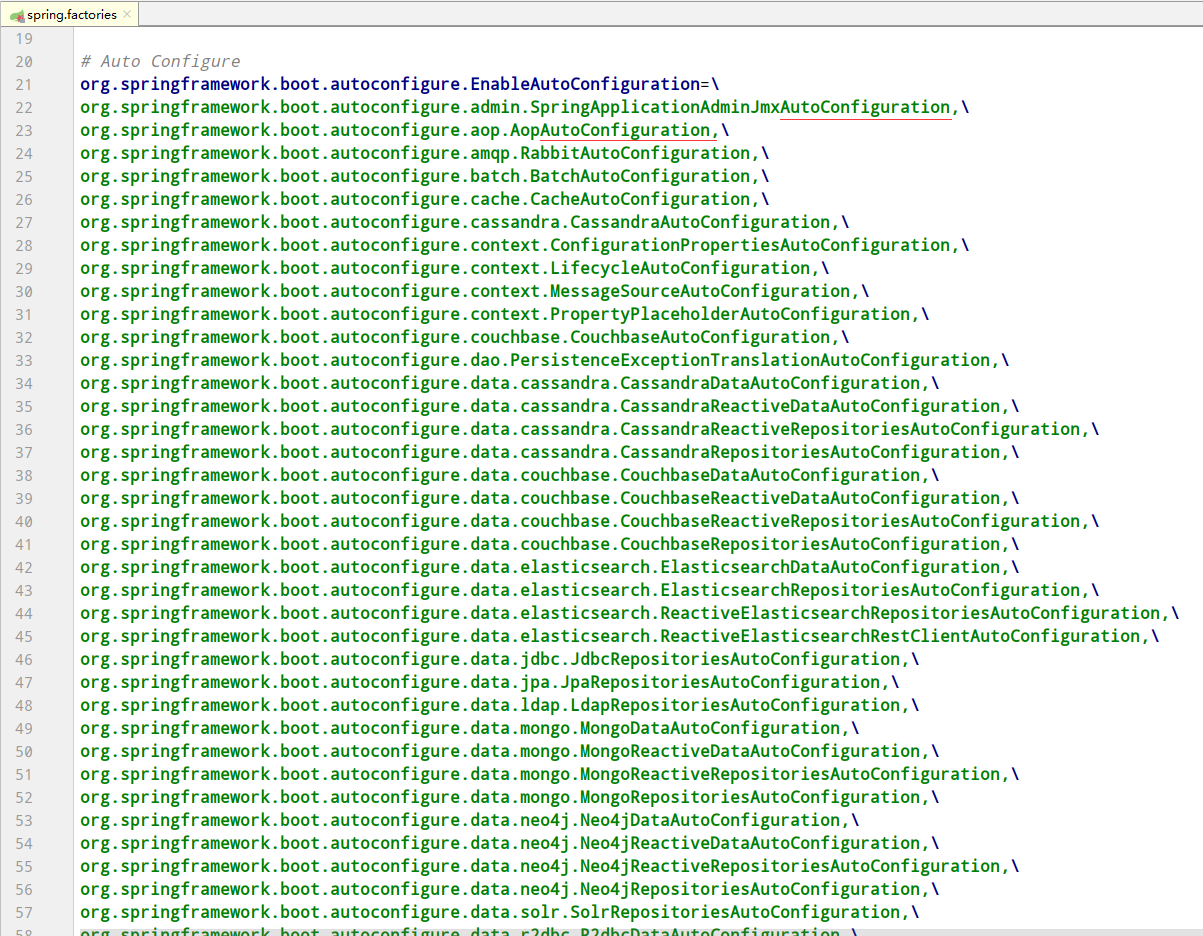 spring.factories
19
20 # Auto Configure
21 org.springframework.boot.autoconfigure.EnableAutoConfiguration=\
22 org.springframework.boot.autoconfigure.admin.SpringApplicationAdminJmxAutoConfiguration,\
23 org.springframework.boot.autoconfigure.aop.AopAutoConfiguration,\
24 org.springframework.boot.autoconfigure.amqp.RabbitAutoConfiguration,\
25 org.springframework.boot.autoconfigure.batch.BatchAutoConfiguration,\
26 org.springframework.boot.autoconfigure.cache.CacheAutoConfiguration,\
27 org.springframework.boot.autoconfigure.cassandra.CassandraAutoConfiguration,\
28 org.springframework.boot.autoconfigure.context.ConfigurationPropertiesAutoConfiguration,\
29 org.springframework.boot.autoconfigure.context.LifecycleAutoConfiguration,\
30 org.springframework.boot.autoconfigure.context.MessageSourceAutoConfiguration,\
31 org.springframework.boot.autoconfigure.context.PropertyPlaceholderAutoConfiguration,\
32 org.springframework.boot.autoconfigure.couchbase.CouchbaseAutoConfiguration,\
33 org.springframework.boot.autoconfigure.dao.PersistenceExceptionTranslationAutoConfiguration,\
34 org.springframework.boot.autoconfigure.data.cassandra.CassandraDataAutoConfiguration,\
35 org.springframework.boot.autoconfigure.data.cassandra.CassandraReactiveDataAutoConfiguration,\
36 org.springframework.boot.autoconfigure.data.cassandra.CassandraReactiveRepositoriesAutoConfiguration,\
37 org.springframework.boot.autoconfigure.data.cassandra.CassandraRepositoriesAutoConfiguration,\
38 org.springframework.boot.autoconfigure.data.couchbase.CouchbaseDataAutoConfiguration,\
39 org.springframework.boot.autoconfigure.data.couchbase.CouchbaseReactiveDataAutoConfiguration,\
40 org.springframework.boot.autoconfigure.data.couchbase.CouchbaseReactiveRepositoriesAutoConfiguration,\
41 org.springframework.boot.autoconfigure.data.couchbase.CouchbaseRepositoriesAutoConfiguration,\
42 org.springframework.boot.autoconfigure.data.elasticsearch.ElasticsearchDataAutoConfiguration,\
43 org.springframework.boot.autoconfigure.data.elasticsearch.ElasticsearchRepositoriesAutoConfiguration,\
44 org.springframework.boot.autoconfigure.data.elasticsearch.ReactiveElasticsearchRepositoriesAutoConfiguration,\
45 org.springframework.boot.autoconfigure.data.elasticsearch.ReactiveElasticsearchRestClientAutoConfiguration,\
46 org.springframework.boot.autoconfigure.data.jdbc.JdbcRepositoriesAutoConfiguration,\
47 org.springframework.boot.autoconfigure.data.jpa.JpaRepositoriesAutoConfiguration,\
48 org.springframework.boot.autoconfigure.data.ldap.LdapRepositoriesAutoConfiguration,\
49 org.springframework.boot.autoconfigure.data.mongo.MongoDataAutoConfiguration,\
50 org.springframework.boot.autoconfigure.data.mongo.MongoReactiveDataAutoConfiguration,\
51 org.springframework.boot.autoconfigure.data.mongo.MongoReactiveRepositoriesAutoConfiguration,\
52 org.springframework.boot.autoconfigure.data.mongo.MongoRepositoriesAutoConfiguration,\
53 org.springframework.boot.autoconfigure.data.neo4j.Neo4jDataAutoConfiguration,\
54 org.springframework.boot.autoconfigure.data.neo4j.Neo4jReactiveDataAutoConfiguration,\
55 org.springframework.boot.autoconfigure.data.neo4j.Neo4jReactiveRepositoriesAutoConfiguration,\
56 org.springframework.boot.autoconfigure.data.neo4j.Neo4jRepositoriesAutoConfiguration,\
57 org.springframework.boot.autoconfigure.data.solr.SolrRepositoriesAutoConfiguration,\
58 org.springframework.boot.autoconfigure.data.r2dbc.R2dbcDataAutoConfiguration,\